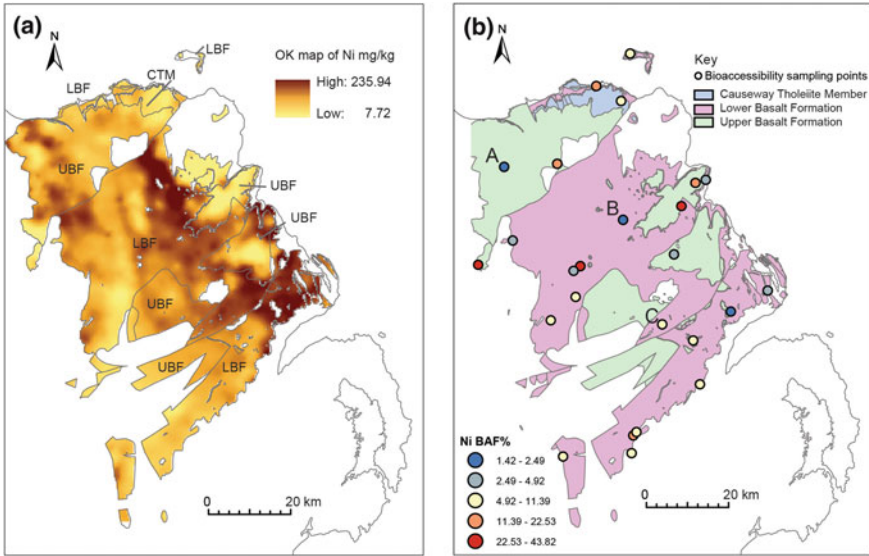 (a)
N
LBF
OK map of Ni mg/kg
High: 235.94
Low: 7.72
CTM
LBF
UBF
UBF
UBF
LBF
UBF
UBF
LBF
0 20 km
(b)
N
Key
Bioaccessibility sampling points
Causeway Tholeiite Member
Lower Basalt Formation
Upper Basalt Formation
A
B
C
Ni BAF%
1.42 - 2.49
2.49 - 4.92
4.92 - 11.39
11.39 - 22.53
22.53 - 43.82
0 20 km